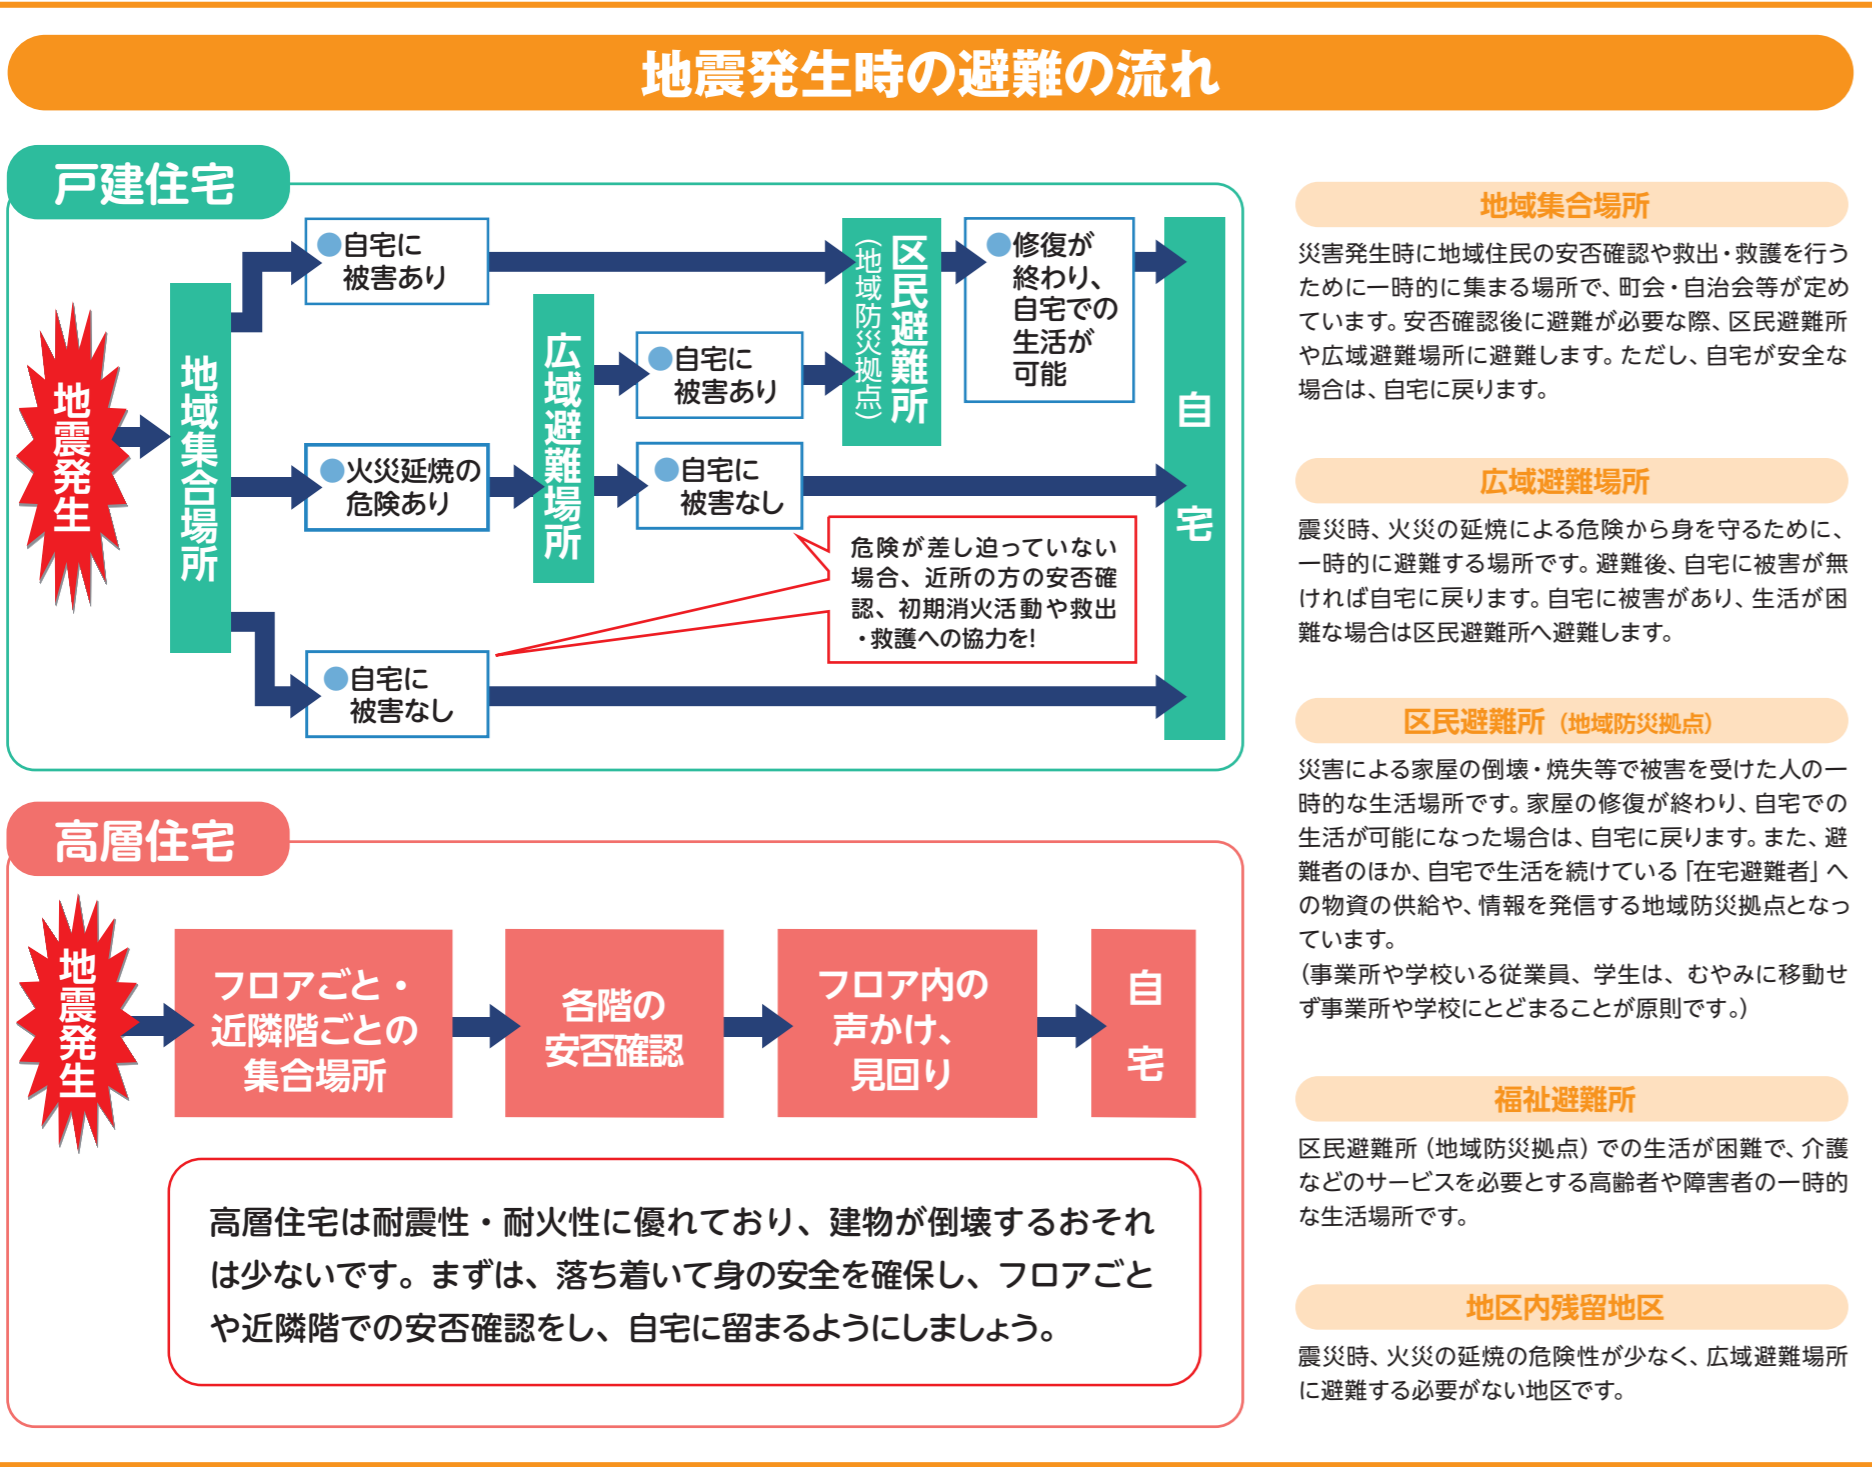 地震発生時の避難の流れ
戸建住宅
地震発生
地域集合場所
●自宅に
被害あり
●火災延焼の
危険あり
●自宅に
被害なし
広域避難場所
●自宅に
被害あり
●自宅に
被害なし
区民避難所
（地域防災拠点）
●修復が
終わり、
自宅での
生活が
可能
自宅
危険が差し迫っていない
場合、近所の方の安否確
認、初期消火活動や救出
・救護への協力を!
高層住宅
地震発生
フロアごと・
近隣階ごとの
集合場所
各階の
安否確認
フロア内の
声かけ、
見回り
自宅
高層住宅は耐震性・耐火性に優れており、建物が倒壊するおそれ
は少ないです。まずは、落ち着いて身の安全を確保し、フロアごと
や近隣階での安否確認をし、自宅に留まるようにしましょう。
地域集合場所
災害発生時に地域住民の安否確認や救出・救護を行う
ために一時的に集まる場所で、町会・自治会等が定め
ています。安否確認後に避難が必要な際、区民避難所
や広域避難場所に避難します。ただし、自宅が安全な
場合は、自宅に戻ります。
広域避難場所
震災時、火災の延焼による危険から身を守るために、
一時的に避難する場所です。避難後、自宅に被害が無
ければ自宅に戻ります。自宅に被害があり、生活が困
難な場合は区民避難所へ避難します。
区民避難所（地域防災拠点）
災害による家屋の倒壊・焼失等で被害を受けた人の一
時的な生活場所です。家屋の修復が終わり、自宅での
生活が可能になった場合は、自宅に戻ります。また、避
難者のほか、自宅で生活を続けている「在宅避難者」へ
の物資の供給や、情報を発信する地域防災拠点となっ
ています。
（事業所や学校いる従業員、学生は、むやみに移動せ
ず事業所や学校にとどまることが原則です。）
福祉避難所
区民避難所（地域防災拠点）での生活が困難で、介護
などのサービスを必要とする高齢者や障害者の一時的
な生活場所です。
地区内残留地区
震災時、火災の延焼の危険性が少なく、広域避難場所
に避難する必要がない地区です。